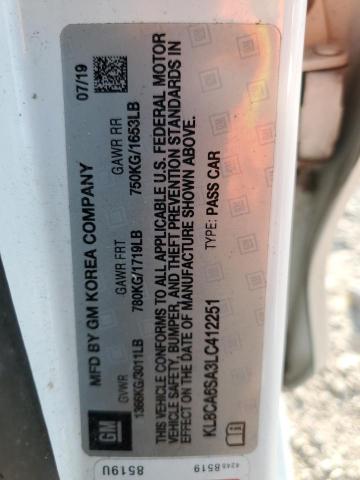 MFD BY GM KOREA COMPANY 07/19
GVWR GAWR FRT GAWR RR
1366KG/3011LB 780KG/1719LB 750KG/1653LB
THIS VEHICLE CONFORMS TO ALL APPLICABLE U.S. FEDERAL MOTOR
VEHICLE SAFETY, BUMPER, AND THEFT PREVENTION STANDARDS IN
EFFECT ON THE DATE OF MANUFACTURE SHOWN ABOVE.
KL8CA6SA3LC412251 TYPE: PASS CAR
GM
8519U 42488519